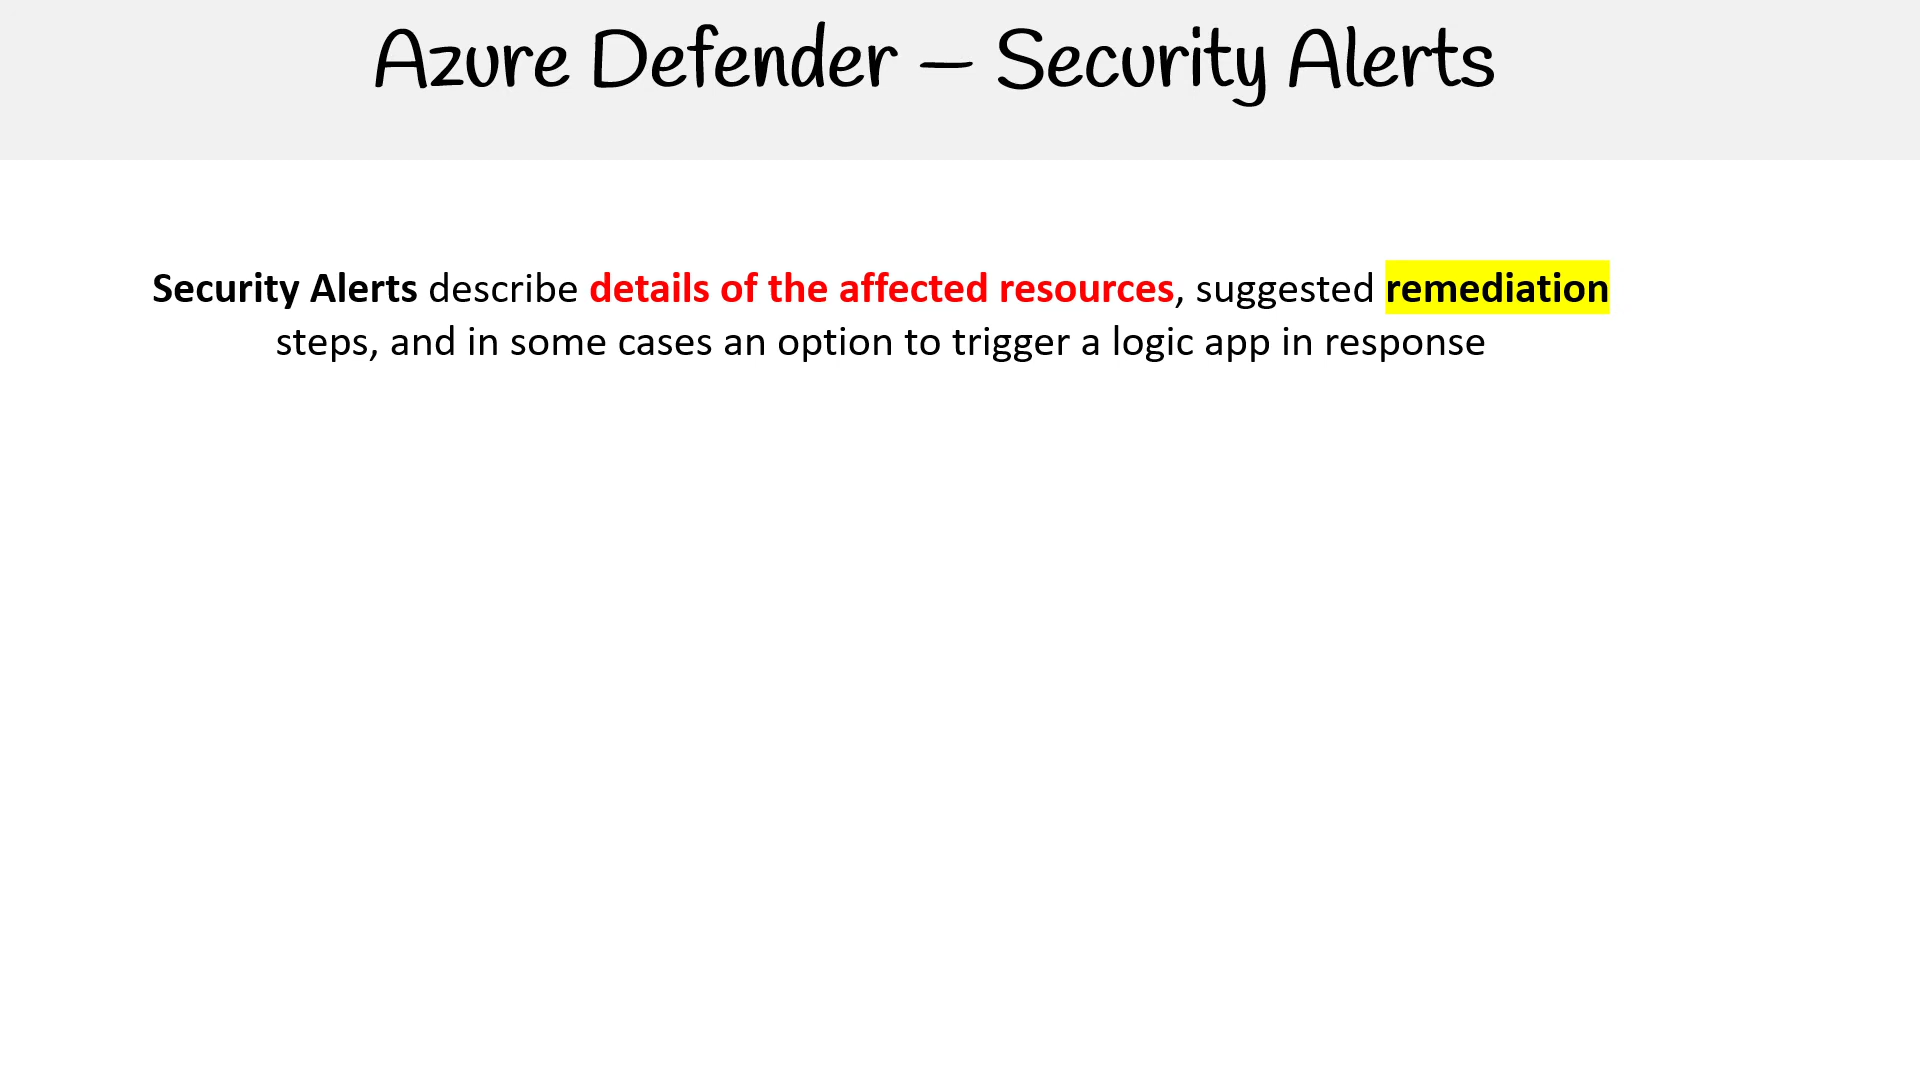 Azure Defender – Security Alerts
Security Alerts describe details of the affected resources, suggested remediation
steps, and in some cases an option to trigger a logic app in response